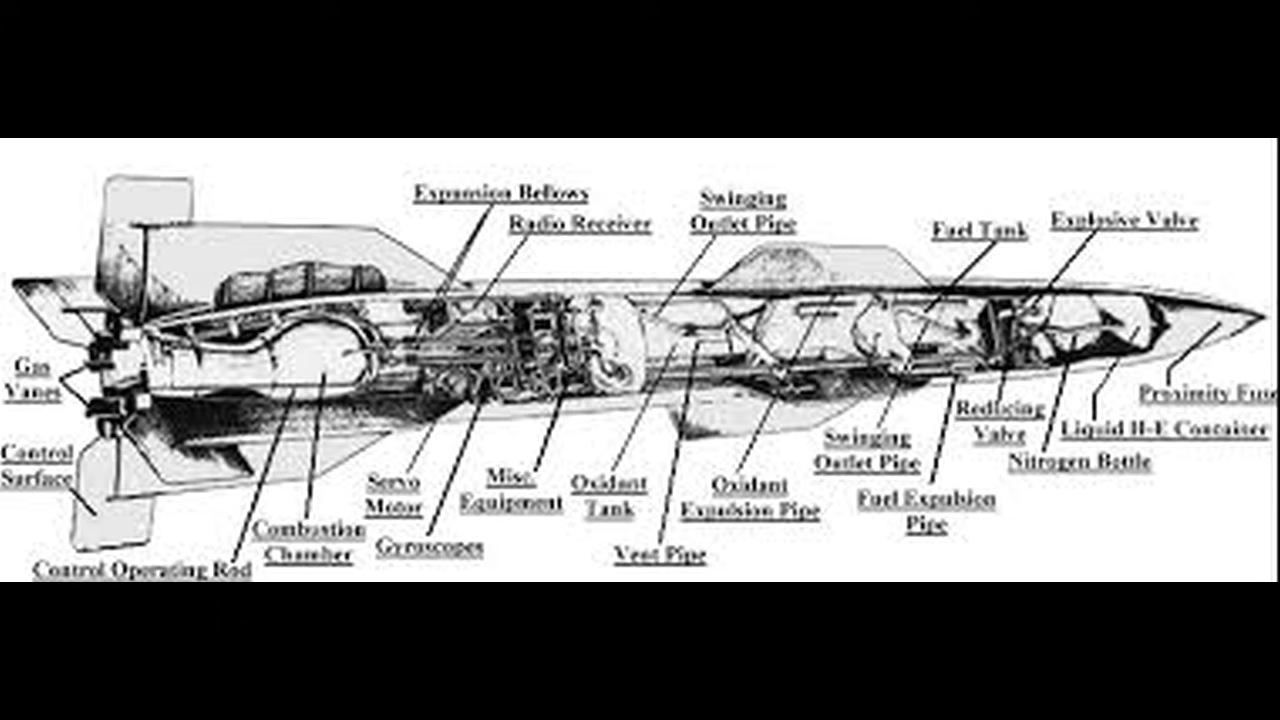 Expansion Bellows
Radio Receiver
Swinging
Outlet Pipe
Fuel Tank
Explosive Valve
Gas
Vanes
Control
Surface
Control Operating Rod
Combustion
Chamber
Servo
Motor
Gyroscopes
Misc.
Equipment
Oxidant
Tank
Vent Pipe
Oxidant
Expulsion Pipe
Swinging
Outlet Pipe
Fuel Expulsion
Pipe
Reducing
Valve
Nitrogen Bottle
Liquid H-E Container
Proximity Fuse